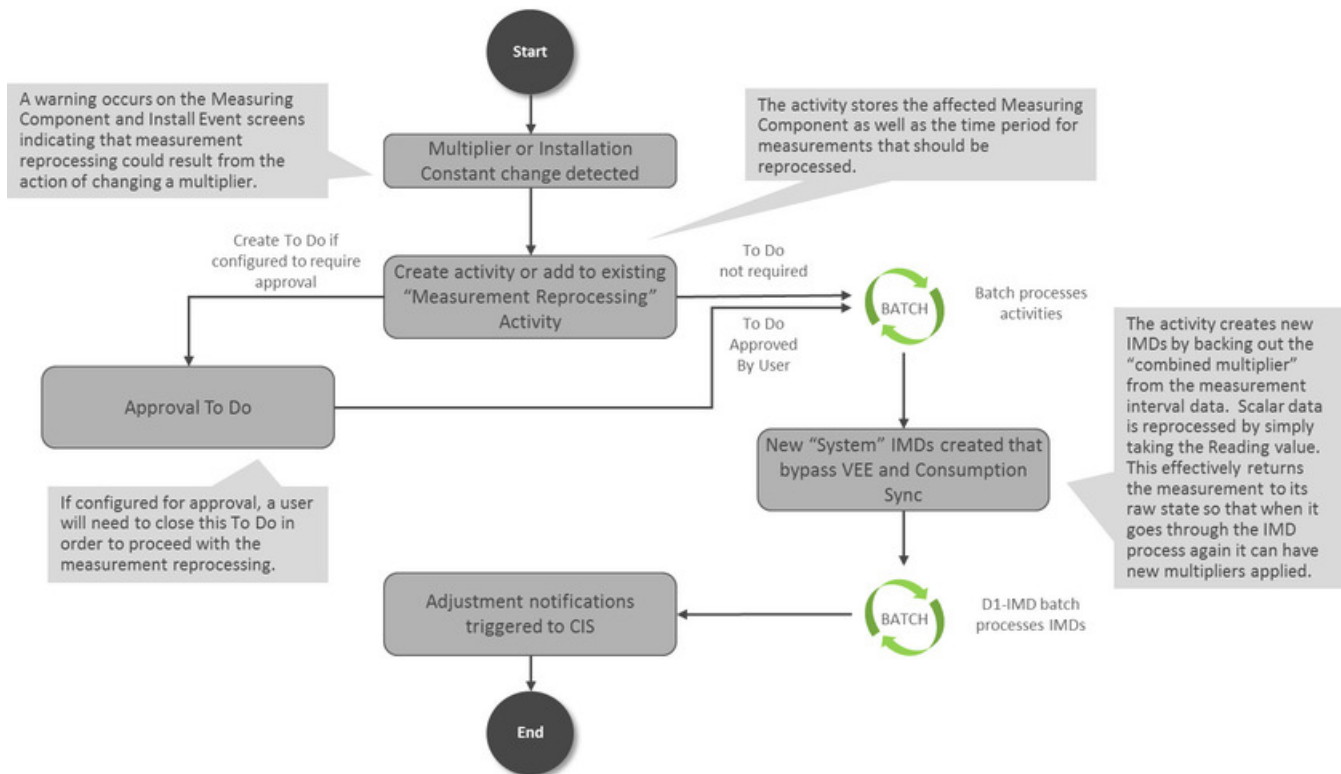 Start
A warning occurs on the Measuring
Component and Install Event screens
indicating that measurement
reprocessing could result from the
action of changing a multiplier.
The activity stores the affected Measuring
Component as well as the time period for
measurements that should be
reprocessed.
Multiplier or Installation
Constant change detected
Create To Do if
configured to require
approval
Create activity or add to existing
“Measurement Reprocessing”
Activity
To Do
not required
To Do
Approved
By User
BATCH
Batch processes
activities
Approval To Do
If configured for approval, a user
will need to close this To Do in
order to proceed with the
measurement reprocessing.
New “System” IMDs created that
bypass VEE and Consumption
Sync
The activity creates new
IMDs by backing out the
“combined multiplier”
from the measurement
interval data.  Scalar data
is reprocessed by simply
taking the Reading value.
This effectively returns
the measurement to its
raw state so that when it
goes through the IMD
process again it can have
new multipliers applied.
BATCH
D1-IMD batch
processes IMDs
Adjustment notifications
triggered to CIS
End